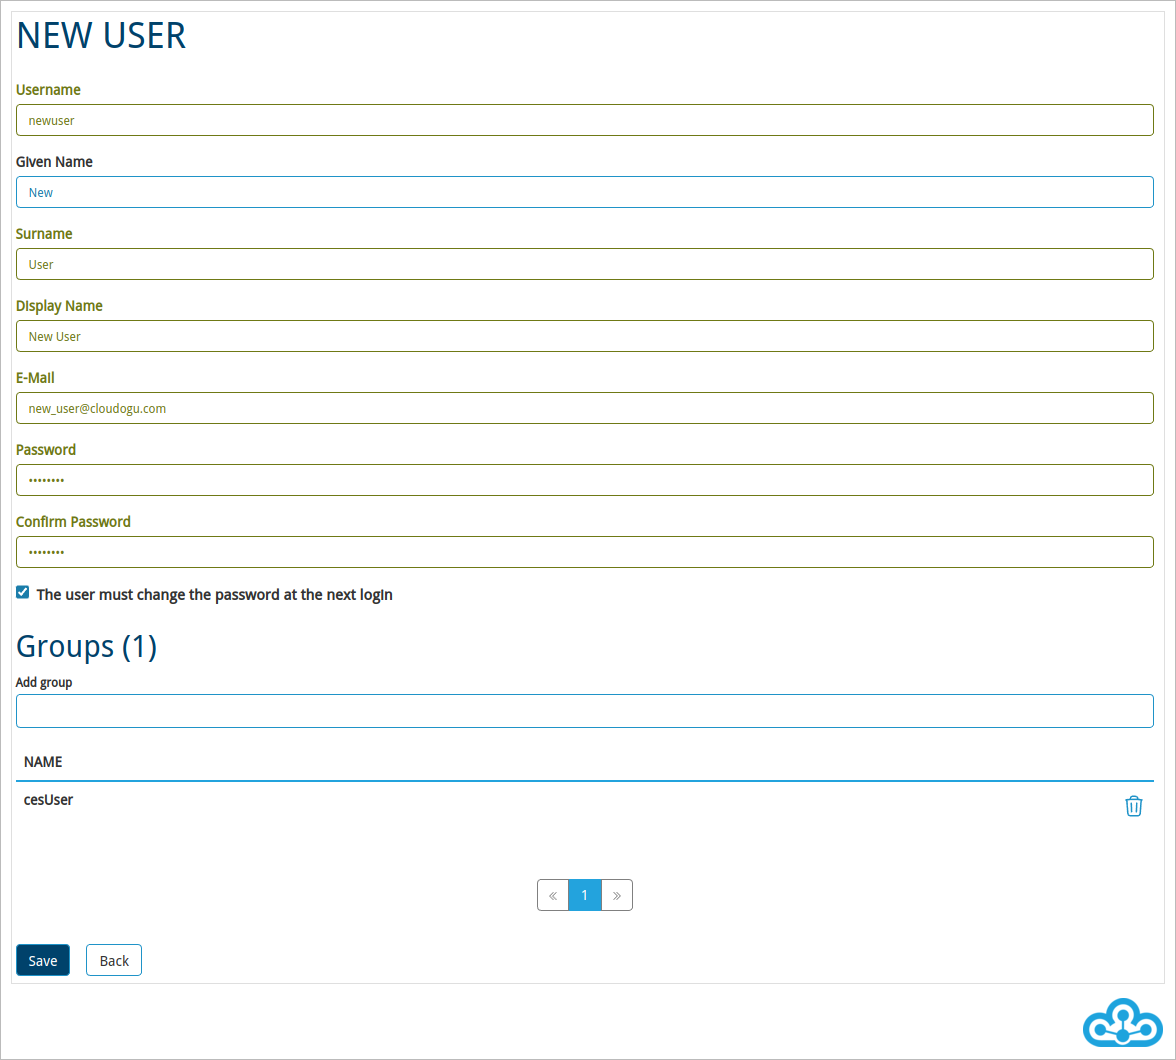 NEW USER
Username
newuser
Given Name
New
Surname
User
Display Name
New User
E-Mail
new_user@cloudogu.com
Password
••••••••
Confirm Password
••••••••
The user must change the password at the next login
Groups (1)
Add group
NAME
cesUser
« 1 »
Save Back